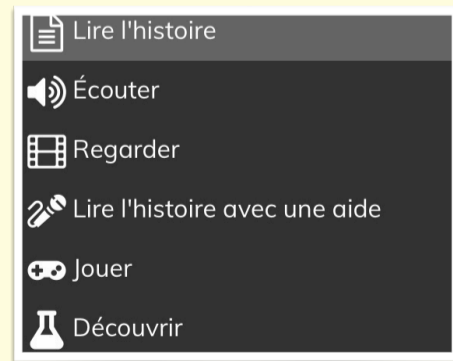 Lire l'histoire
Écouter
Regarder
Lire l'histoire avec une aide
Jouer
Découvrir